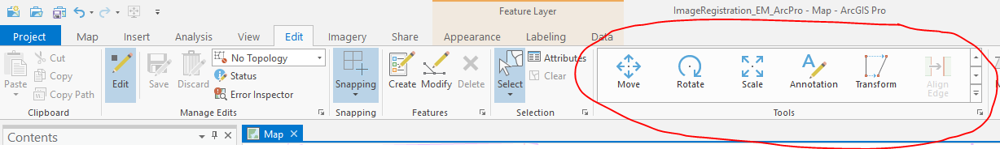 Feature Layer
ImageRegistration_EM_ArcPro - Map - ArcGIS Pro
Project Map Insert Analysis View Edit Imagery Share Appearance Labeling Data
Paste
Cut
Copy
Copy Path
Clipboard
Edit
Save
Discard
No Topology
Status
Error Inspector
Manage Edits
Snapping
Snapping
Create
Modify
Delete
Features
Select
Attributes
Clear
Selection
Move
Rotate
Scale
Annotation
Transform
Align
Edge
Tools
Contents
Map